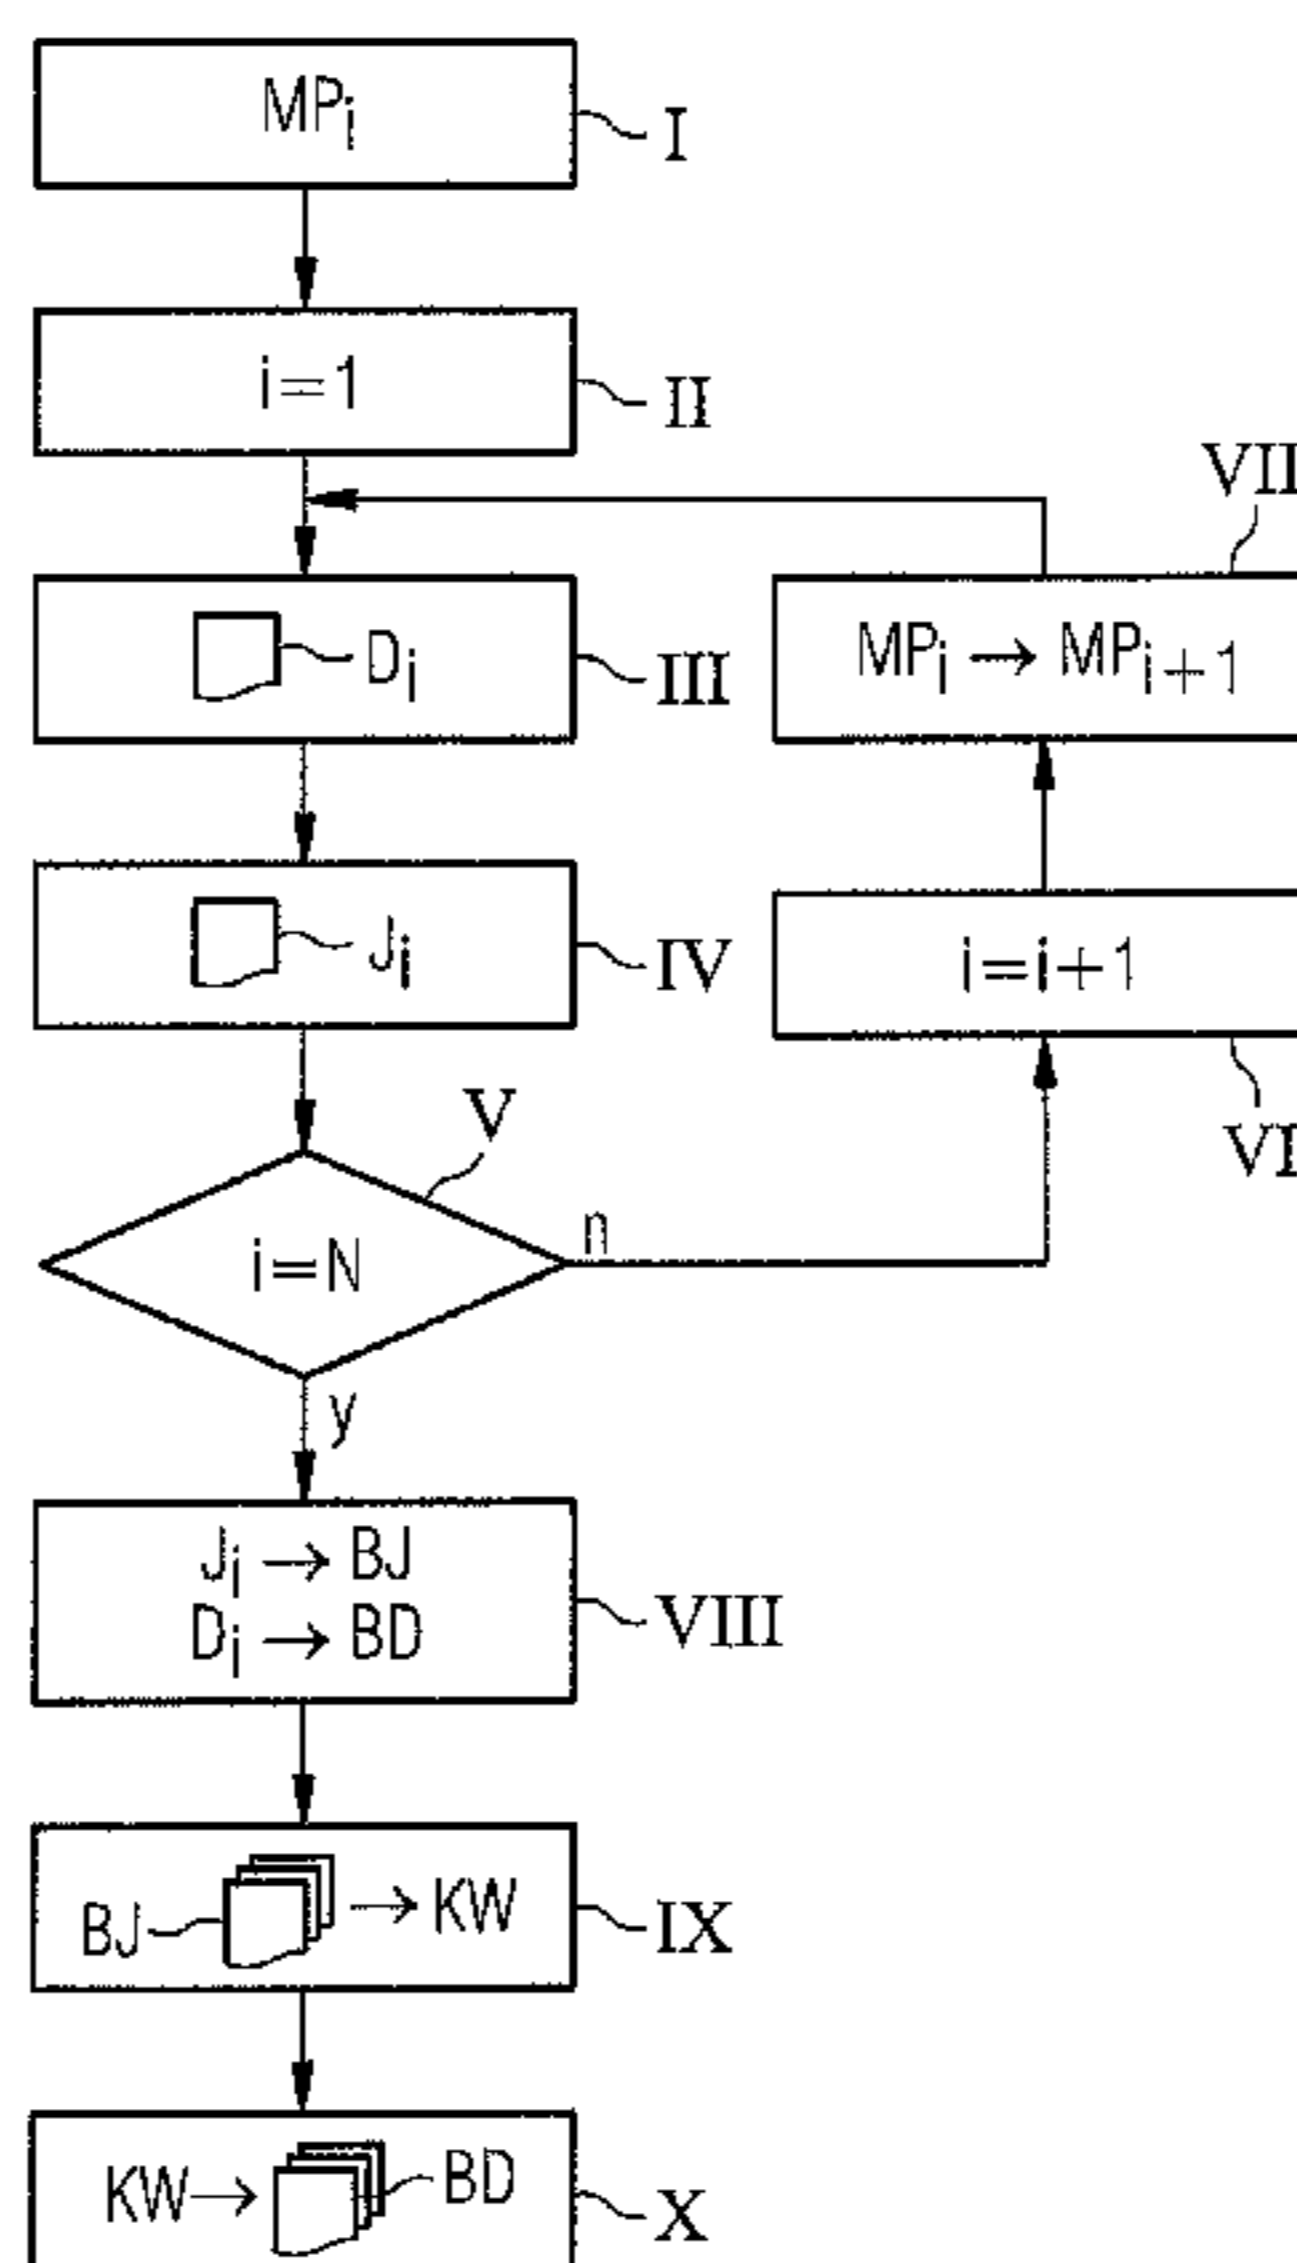 MPi
I
i=1
II
VII
Di
III
MPi → MPi+1
Ji
IV
i=i+1
V
VI
i=N
n
y
Ji → BJ
Di → BD
VIII
BJ → KW
IX
KW → BD
X